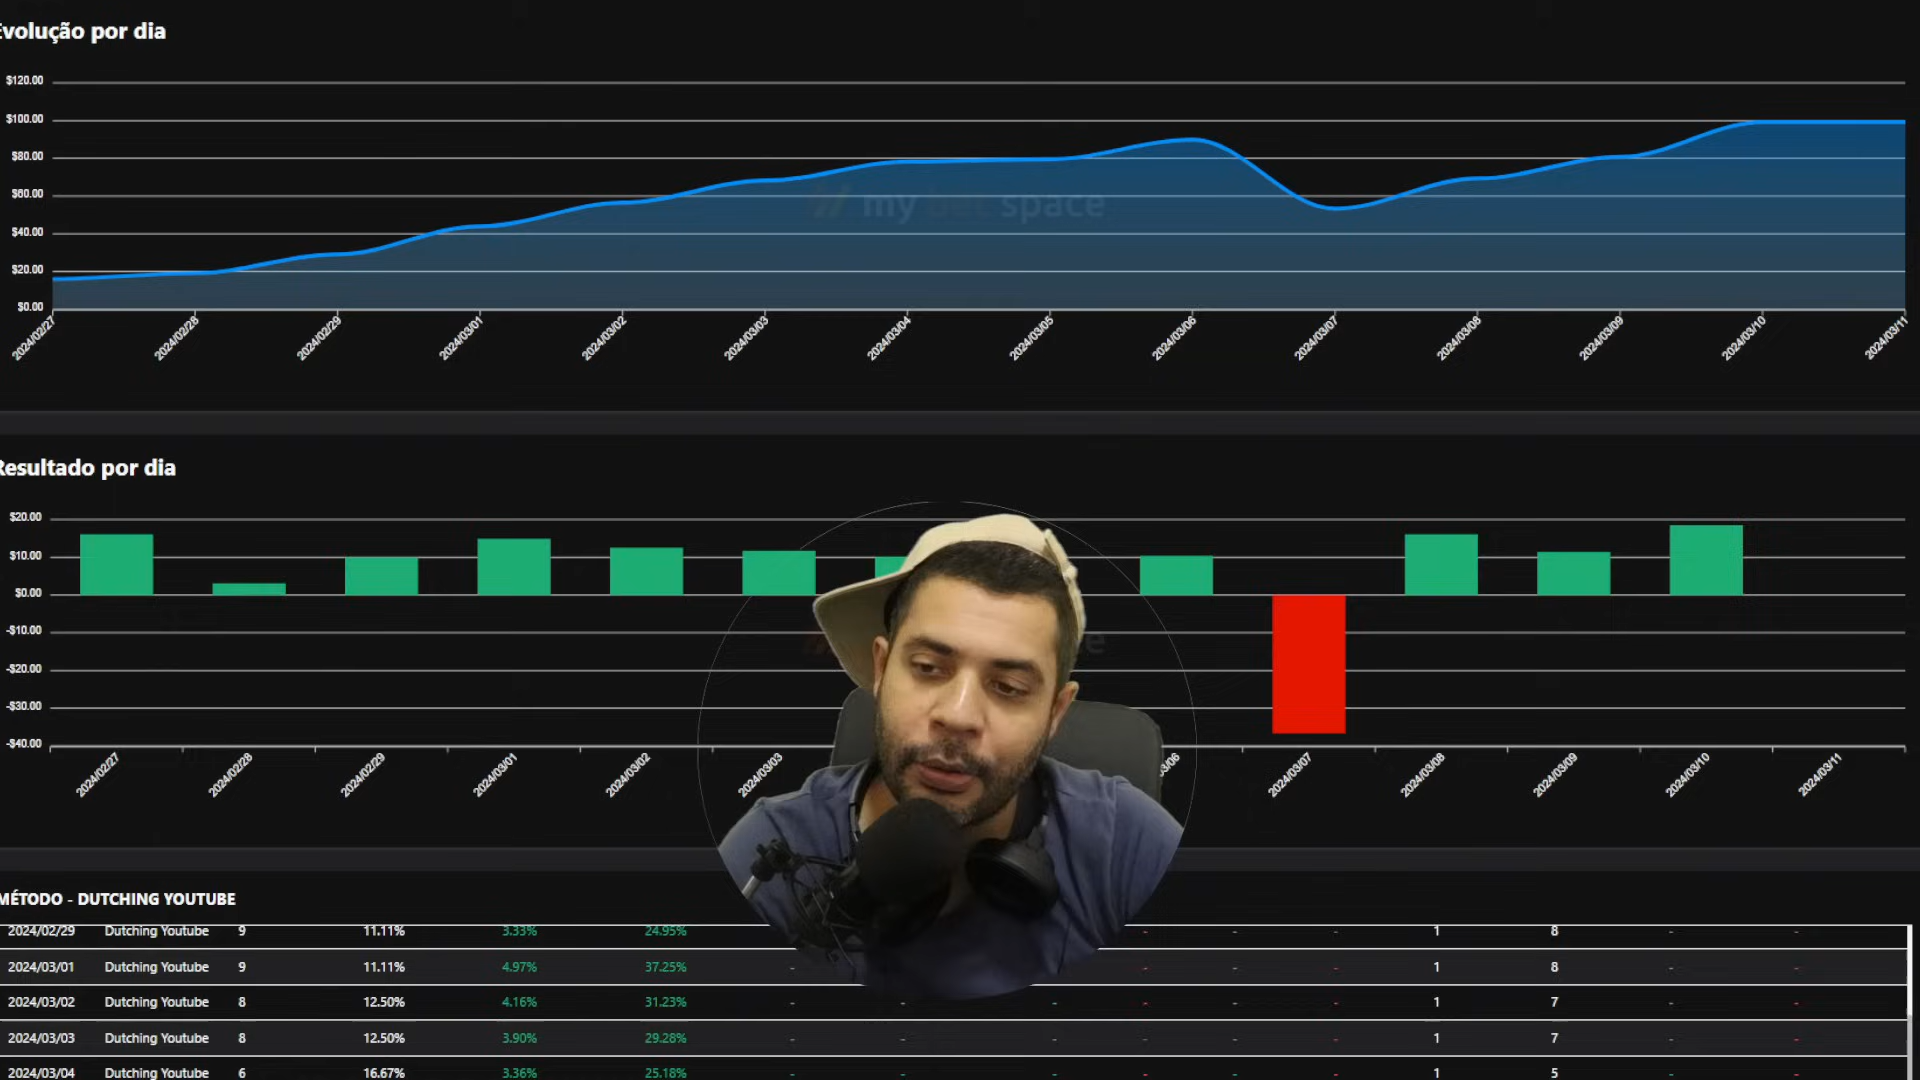 Evolução por dia
$120.00
$100.00
$80.00
$60.00
$40.00
$20.00
$0.00
my bet space
2024/02/27 2024/02/28 2024/02/29 2024/03/01 2024/03/02 2024/03/03 2024/03/04 2024/03/05 2024/03/06 2024/03/07 2024/03/08 2024/03/09 2024/03/10 2024/03/11
Resultado por dia
$20.00
$10.00
$0.00
-$10.00
-$20.00
-$30.00
-$40.00
2024/02/27 2024/02/28 2024/02/29 2024/03/01 2024/03/02 2024/03/03 3/06 2024/03/07 2024/03/08 2024/03/09 2024/03/10 2024/03/11
MÉTODO - DUTCHING YOUTUBE
2024/02/29 Dutching Youtube 9 11.11% 3.33% 24.95% - - - 1 8 - -
2024/03/01 Dutching Youtube 9 11.11% 4.97% 37.25% - - - - 1 8 - -
2024/03/02 Dutching Youtube 8 12.50% 4.16% 31.23% - - - - - - 1 7 - -
2024/03/03 Dutching Youtube 8 12.50% 3.90% 29.28% - - - - - - 1 7 - -
2024/03/04 Dutching Youtube 6 16.67% 3.36% 25.18% - - - - - - 1 5 - -